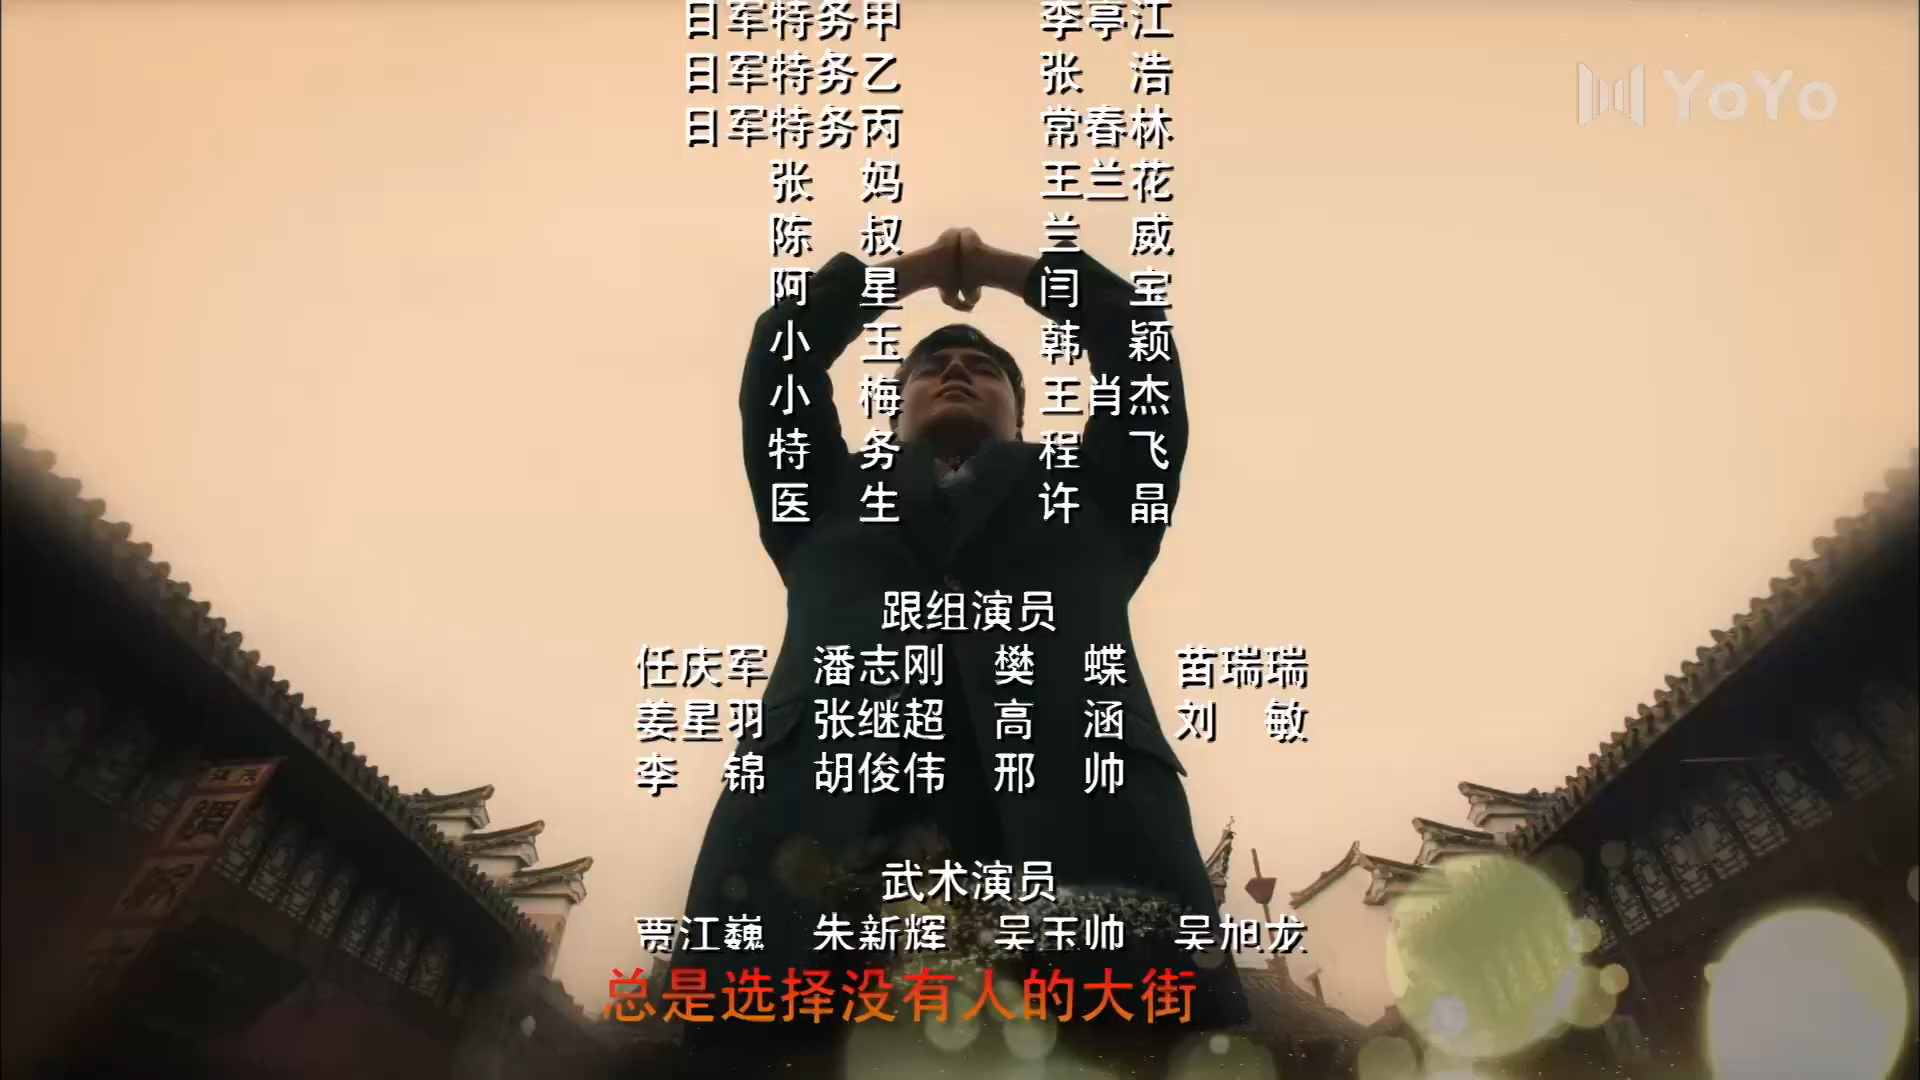 日军特务甲 李亭江
日军特务乙 张 浩
日军特务丙 常春林
张 妈 王兰花
陈 叔 兰 威
阿 星 闫 宝
小 玉 韩 颖
小 梅 王肖杰
特 务 程 飞
医 生 许 晶
跟组演员
任庆军 潘志刚 樊 蝶 苗瑞瑞
姜星羽 张继超 高 涵 刘 敏
李 锦 胡俊伟 邢 帅
武术演员
贾江巍 朱新辉 吴玉帅 吴旭龙
总是选择没有人的大街
YoYo